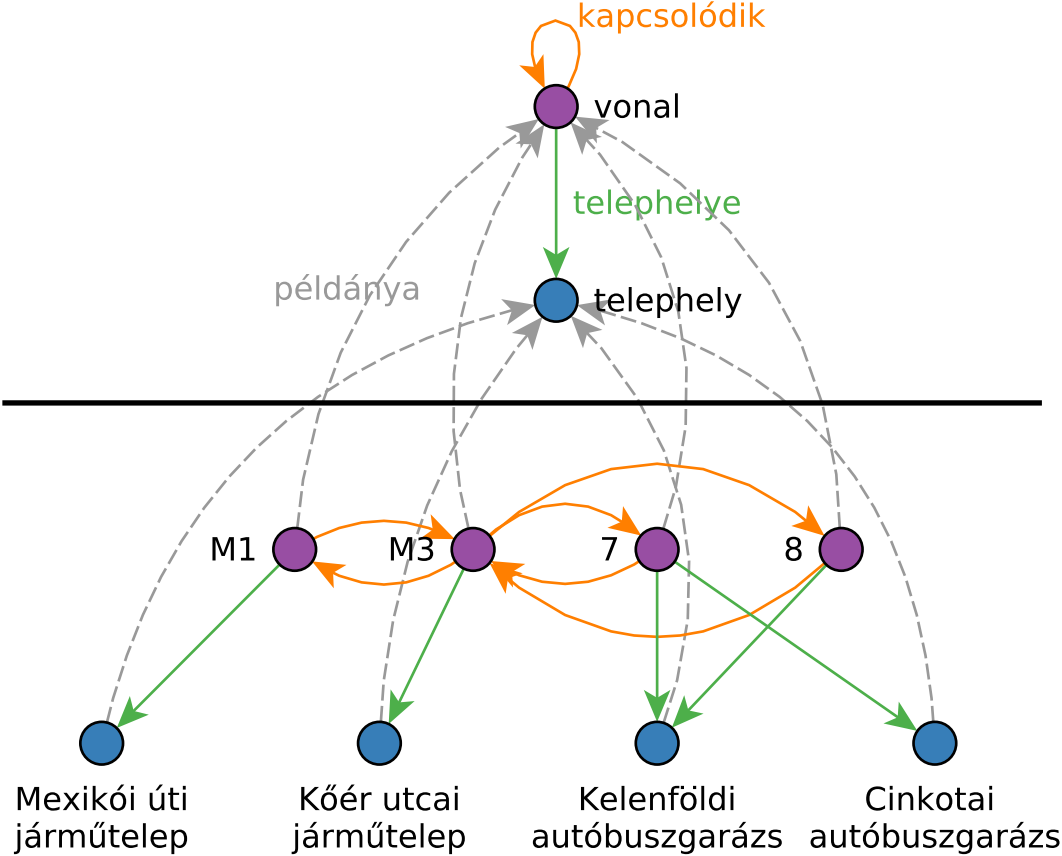 kapcsolódik
vonal
telephelye
példánya
telephely
M1
M3
7
8
Mexikói úti
járműtelep
Kőér utcai
járműtelep
Kelenföldi
autóbuszgarázs
Cinkotai
autóbuszgarázs